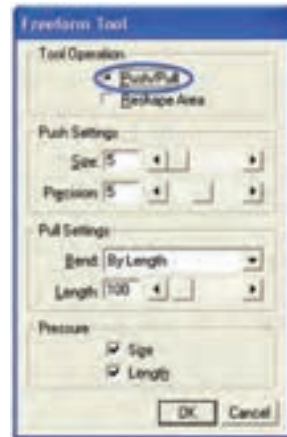 Freeform Tool
Tool Operation
Push/Pull
Reshape Area
Push Settings
Size: 5
Precision: 5
Pull Settings
Bend: By Length
Length: 100
Pressure
Size
Length
OK Cancel